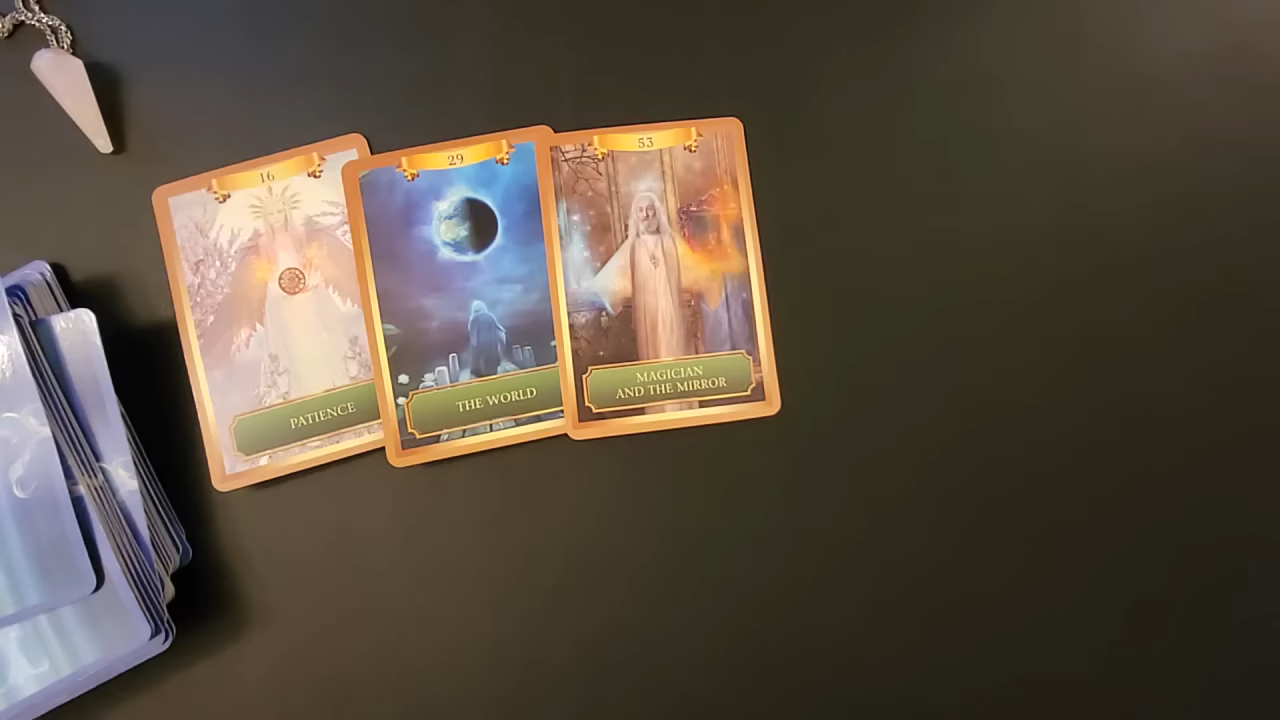 16
PATIENCE
29
THE WORLD
53
MAGICIAN
AND THE MIRROR